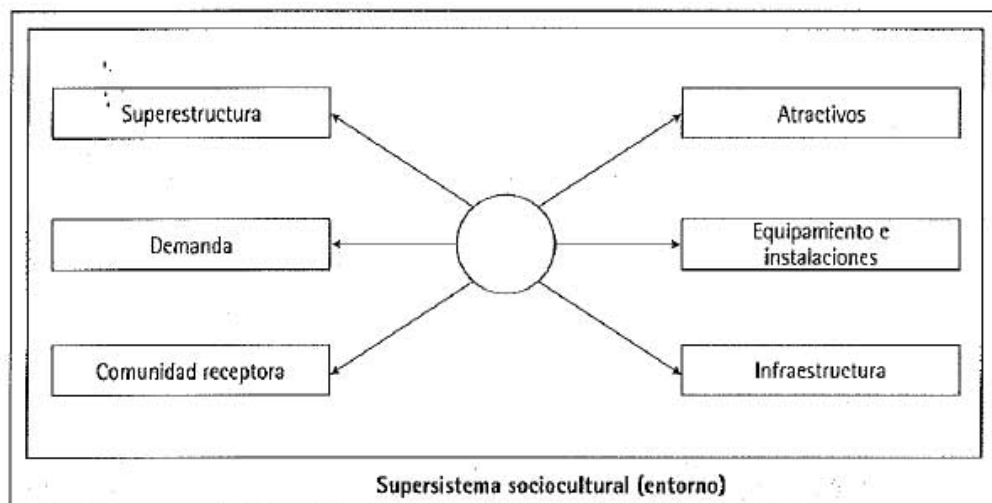 Superestructura
Atractivos
Demanda
Equipamiento e
instalaciones
Comunidad receptora
Infraestructura
Supersistema sociocultural (entorno)